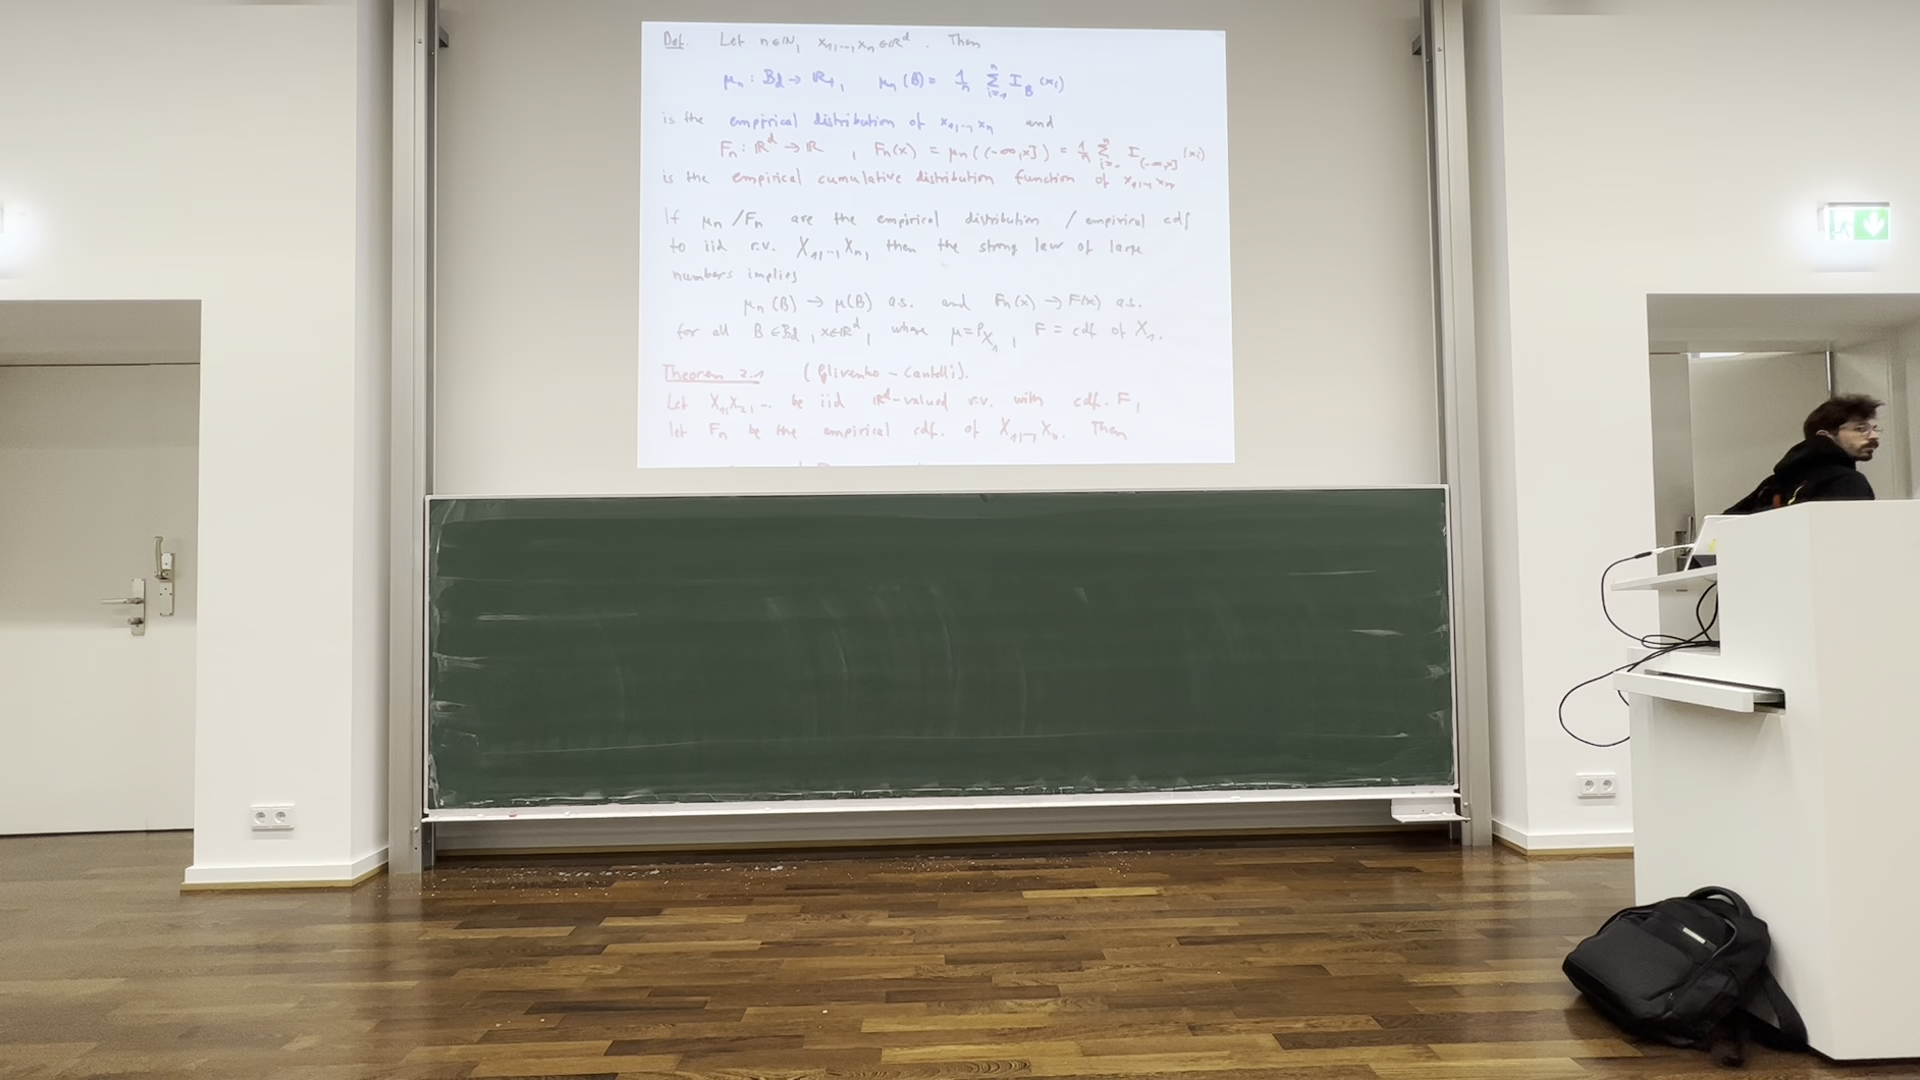 Def. Let n∈ℕ, x₁,...,xₙ∈ℝᵈ. Then
μₙ : B_d → ℝ₊, μₙ(B) = 1/n ∑ᵢ₌₁ⁿ I_B(xᵢ)
is the empirical distribution of x₁,...,xₙ and
Fₙ : ℝᵈ → ℝ, Fₙ(x) = μₙ((-∞,x]) = 1/n ∑ᵢ₌₁ⁿ I_(-∞,x](xᵢ)
is the empirical cumulative distribution function of x₁,...,xₙ
If μₙ/Fₙ are the empirical distribution / empirical cdf
to iid r.v. X₁,...,Xₙ, then the strong law of large
numbers implies
μₙ(B) → μ(B) a.s. and Fₙ(x) → F(x) a.s.
for all B∈B_d, x∈ℝᵈ, where μ=P_X₁, F = cdf of X₁.
Theorem 2.1 (Glivenko-Cantelli).
Let X₁,X₂,... be iid ℝᵈ-valued r.v. with cdf. F,
let Fₙ be the empirical cdf. of X₁,...,Xₙ. Then